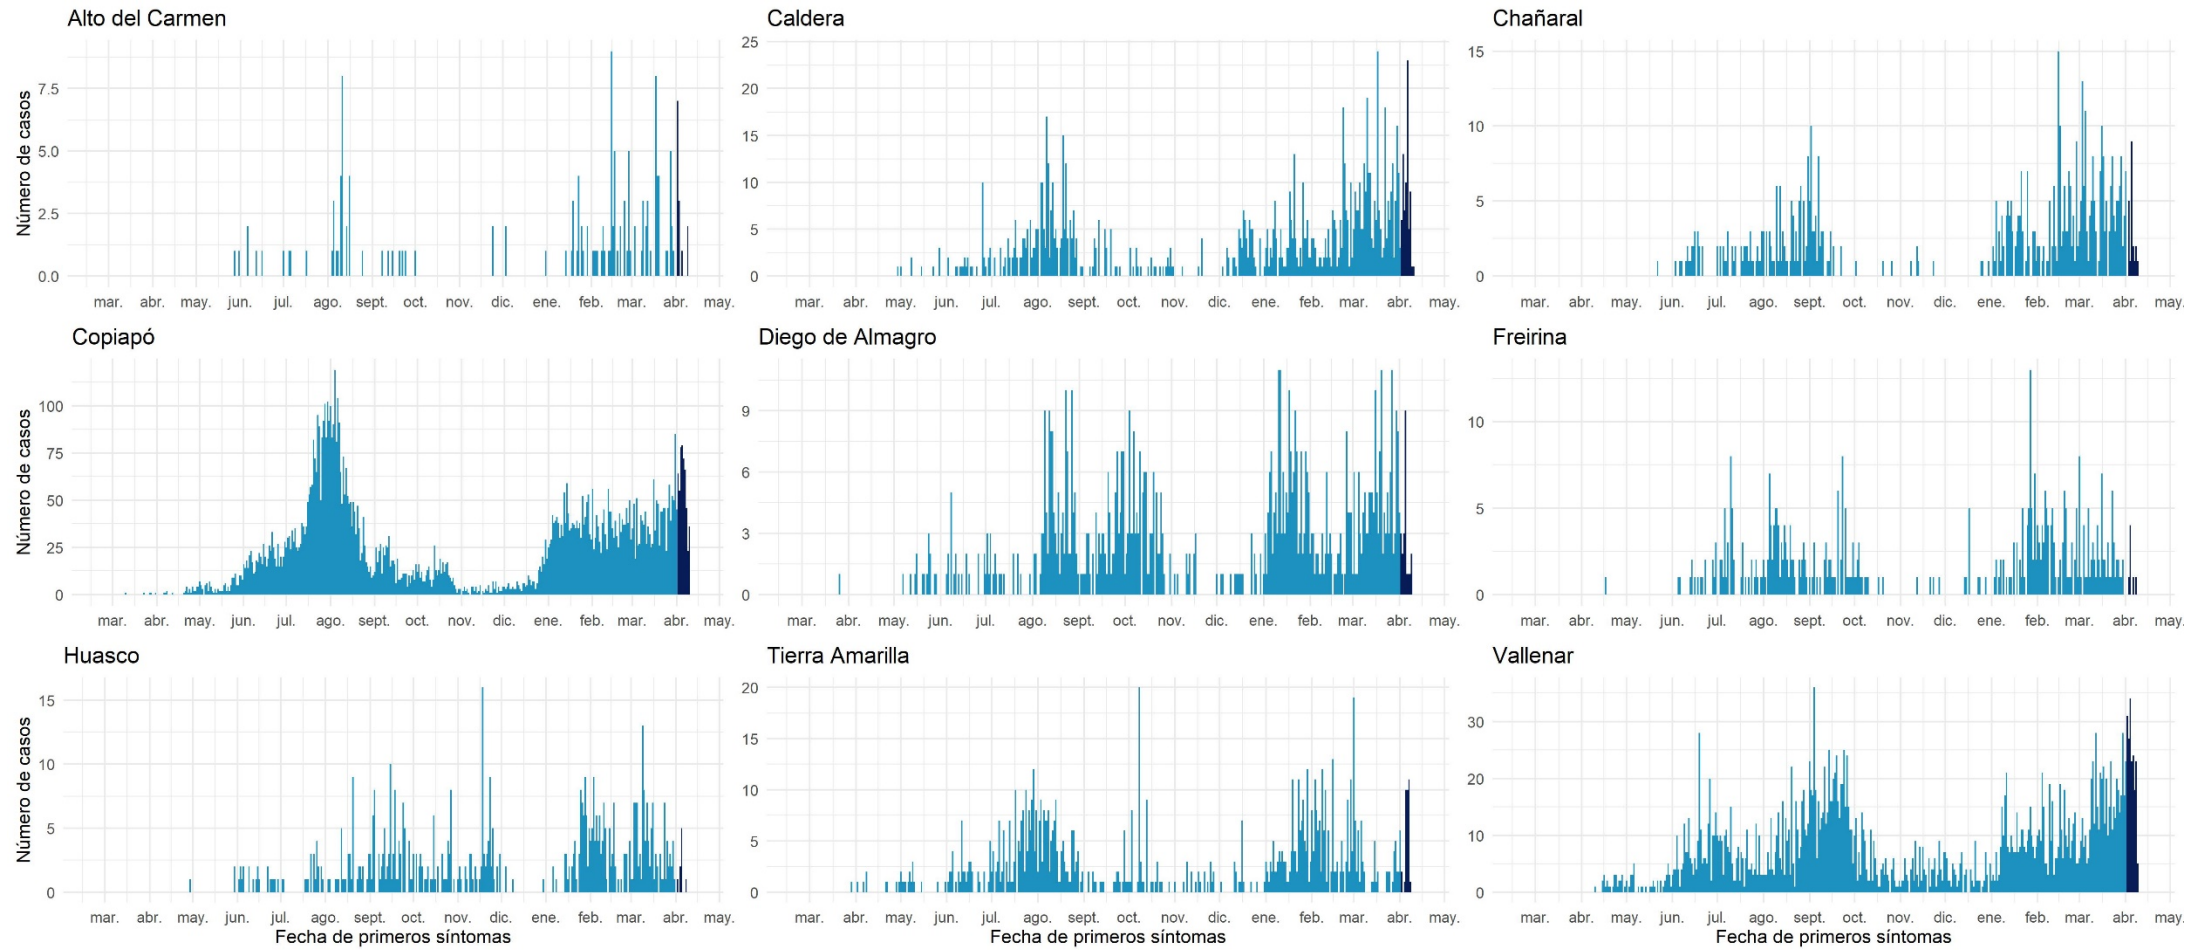 Alto del Carmen
Caldera
Chañaral
Número de casos
7.5
5.0
2.5
0.0
25
20
15
10
5
0
15
10
5
0
mar. abr. may. jun. jul. ago. sept. oct. nov. dic. ene. feb. mar. abr. may.
mar. abr. may. jun. jul. ago. sept. oct. nov. dic. ene. feb. mar. abr. may.
mar. abr. may. jun. jul. ago. sept. oct. nov. dic. ene. feb. mar. abr. may.
Copiapó
Diego de Almagro
Freirina
Número de casos
100
75
50
25
0
9
6
3
0
10
5
0
mar. abr. may. jun. jul. ago. sept. oct. nov. dic. ene. feb. mar. abr. may.
mar. abr. may. jun. jul. ago. sept. oct. nov. dic. ene. feb. mar. abr. may.
mar. abr. may. jun. jul. ago. sept. oct. nov. dic. ene. feb. mar. abr. may.
Huasco
Tierra Amarilla
Vallenar
Número de casos
15
10
5
0
20
15
10
5
0
30
20
10
0
mar. abr. may. jun. jul. ago. sept. oct. nov. dic. ene. feb. mar. abr. may.
mar. abr. may. jun. jul. ago. sept. oct. nov. dic. ene. feb. mar. abr. may.
mar. abr. may. jun. jul. ago. sept. oct. nov. dic. ene. feb. mar. abr. may.
Fecha de primeros síntomas
Fecha de primeros síntomas
Fecha de primeros síntomas